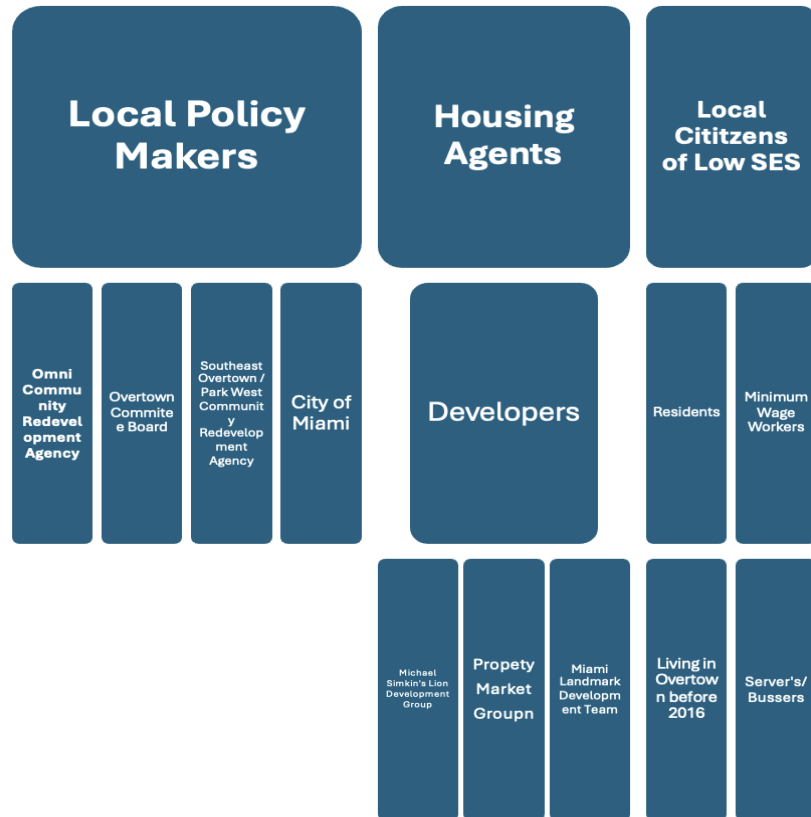 Local Policy
Makers
Housing
Agents
Local
Cititzens
of Low SES
Omni
Commu
nity
Redevel
opment
Agency
Overtown
Commite
e Board
Southeast
Overtown /
Park West
Communit
y
Redevelop
ment
Agency
City of
Miami
Developers
Residents
Minimum
Wage
Workers
Michael
Simkin's Lion
Development
Group
Propety
Market
Groupn
Miami
Landmark
Developm
ent Team
Living in
Overtow
n before
2016
Server's/
Bussers